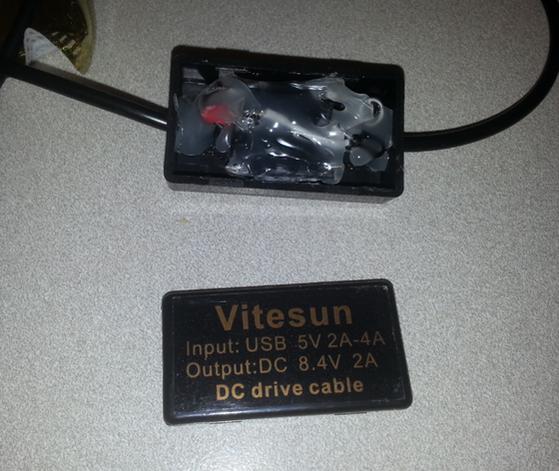 Vitesun
Input: USB 5V 2A-4A
Output:DC 8.4V 2A
DC drive cable